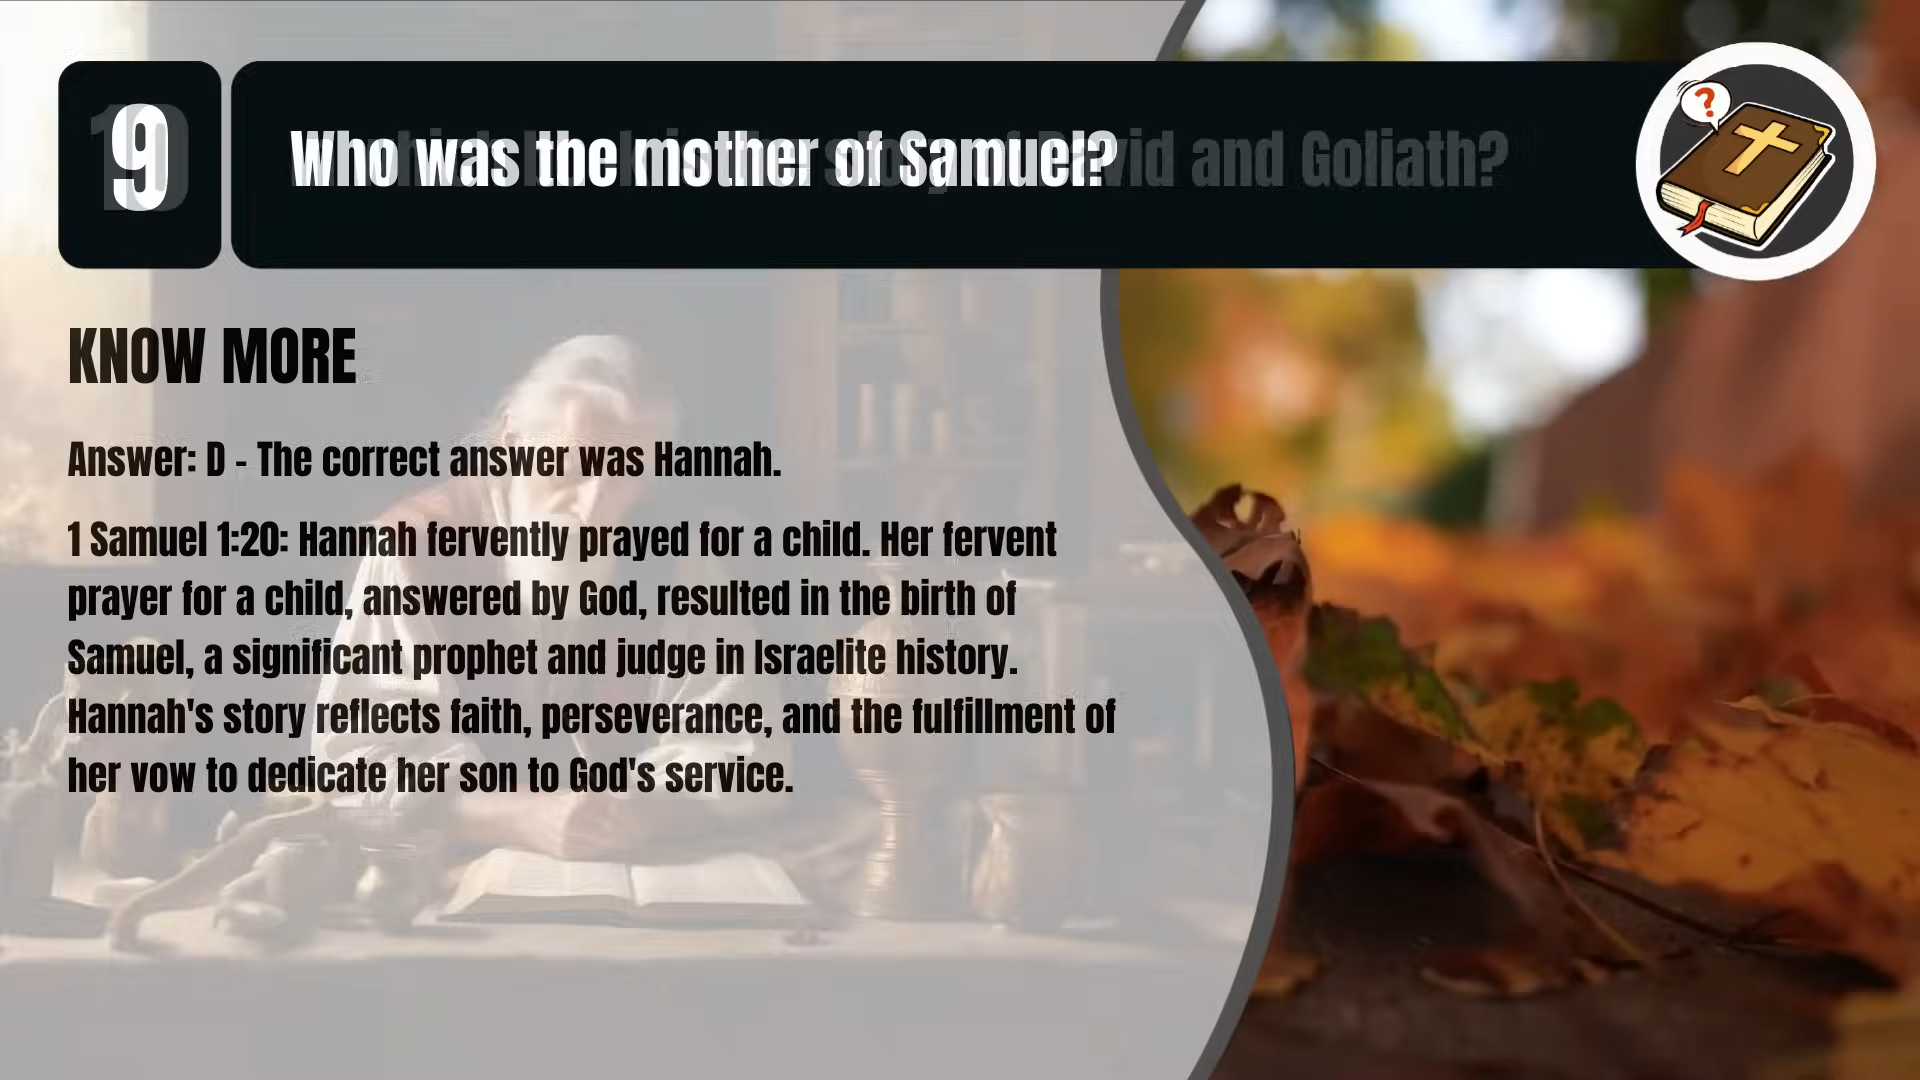 9
Who was the mother of Samuel?
KNOW MORE
Answer: D - The correct answer was Hannah.
1 Samuel 1:20: Hannah fervently prayed for a child. Her fervent
prayer for a child, answered by God, resulted in the birth of
Samuel, a significant prophet and judge in Israelite history.
Hannah's story reflects faith, perseverance, and the fulfillment of
her vow to dedicate her son to God's service.